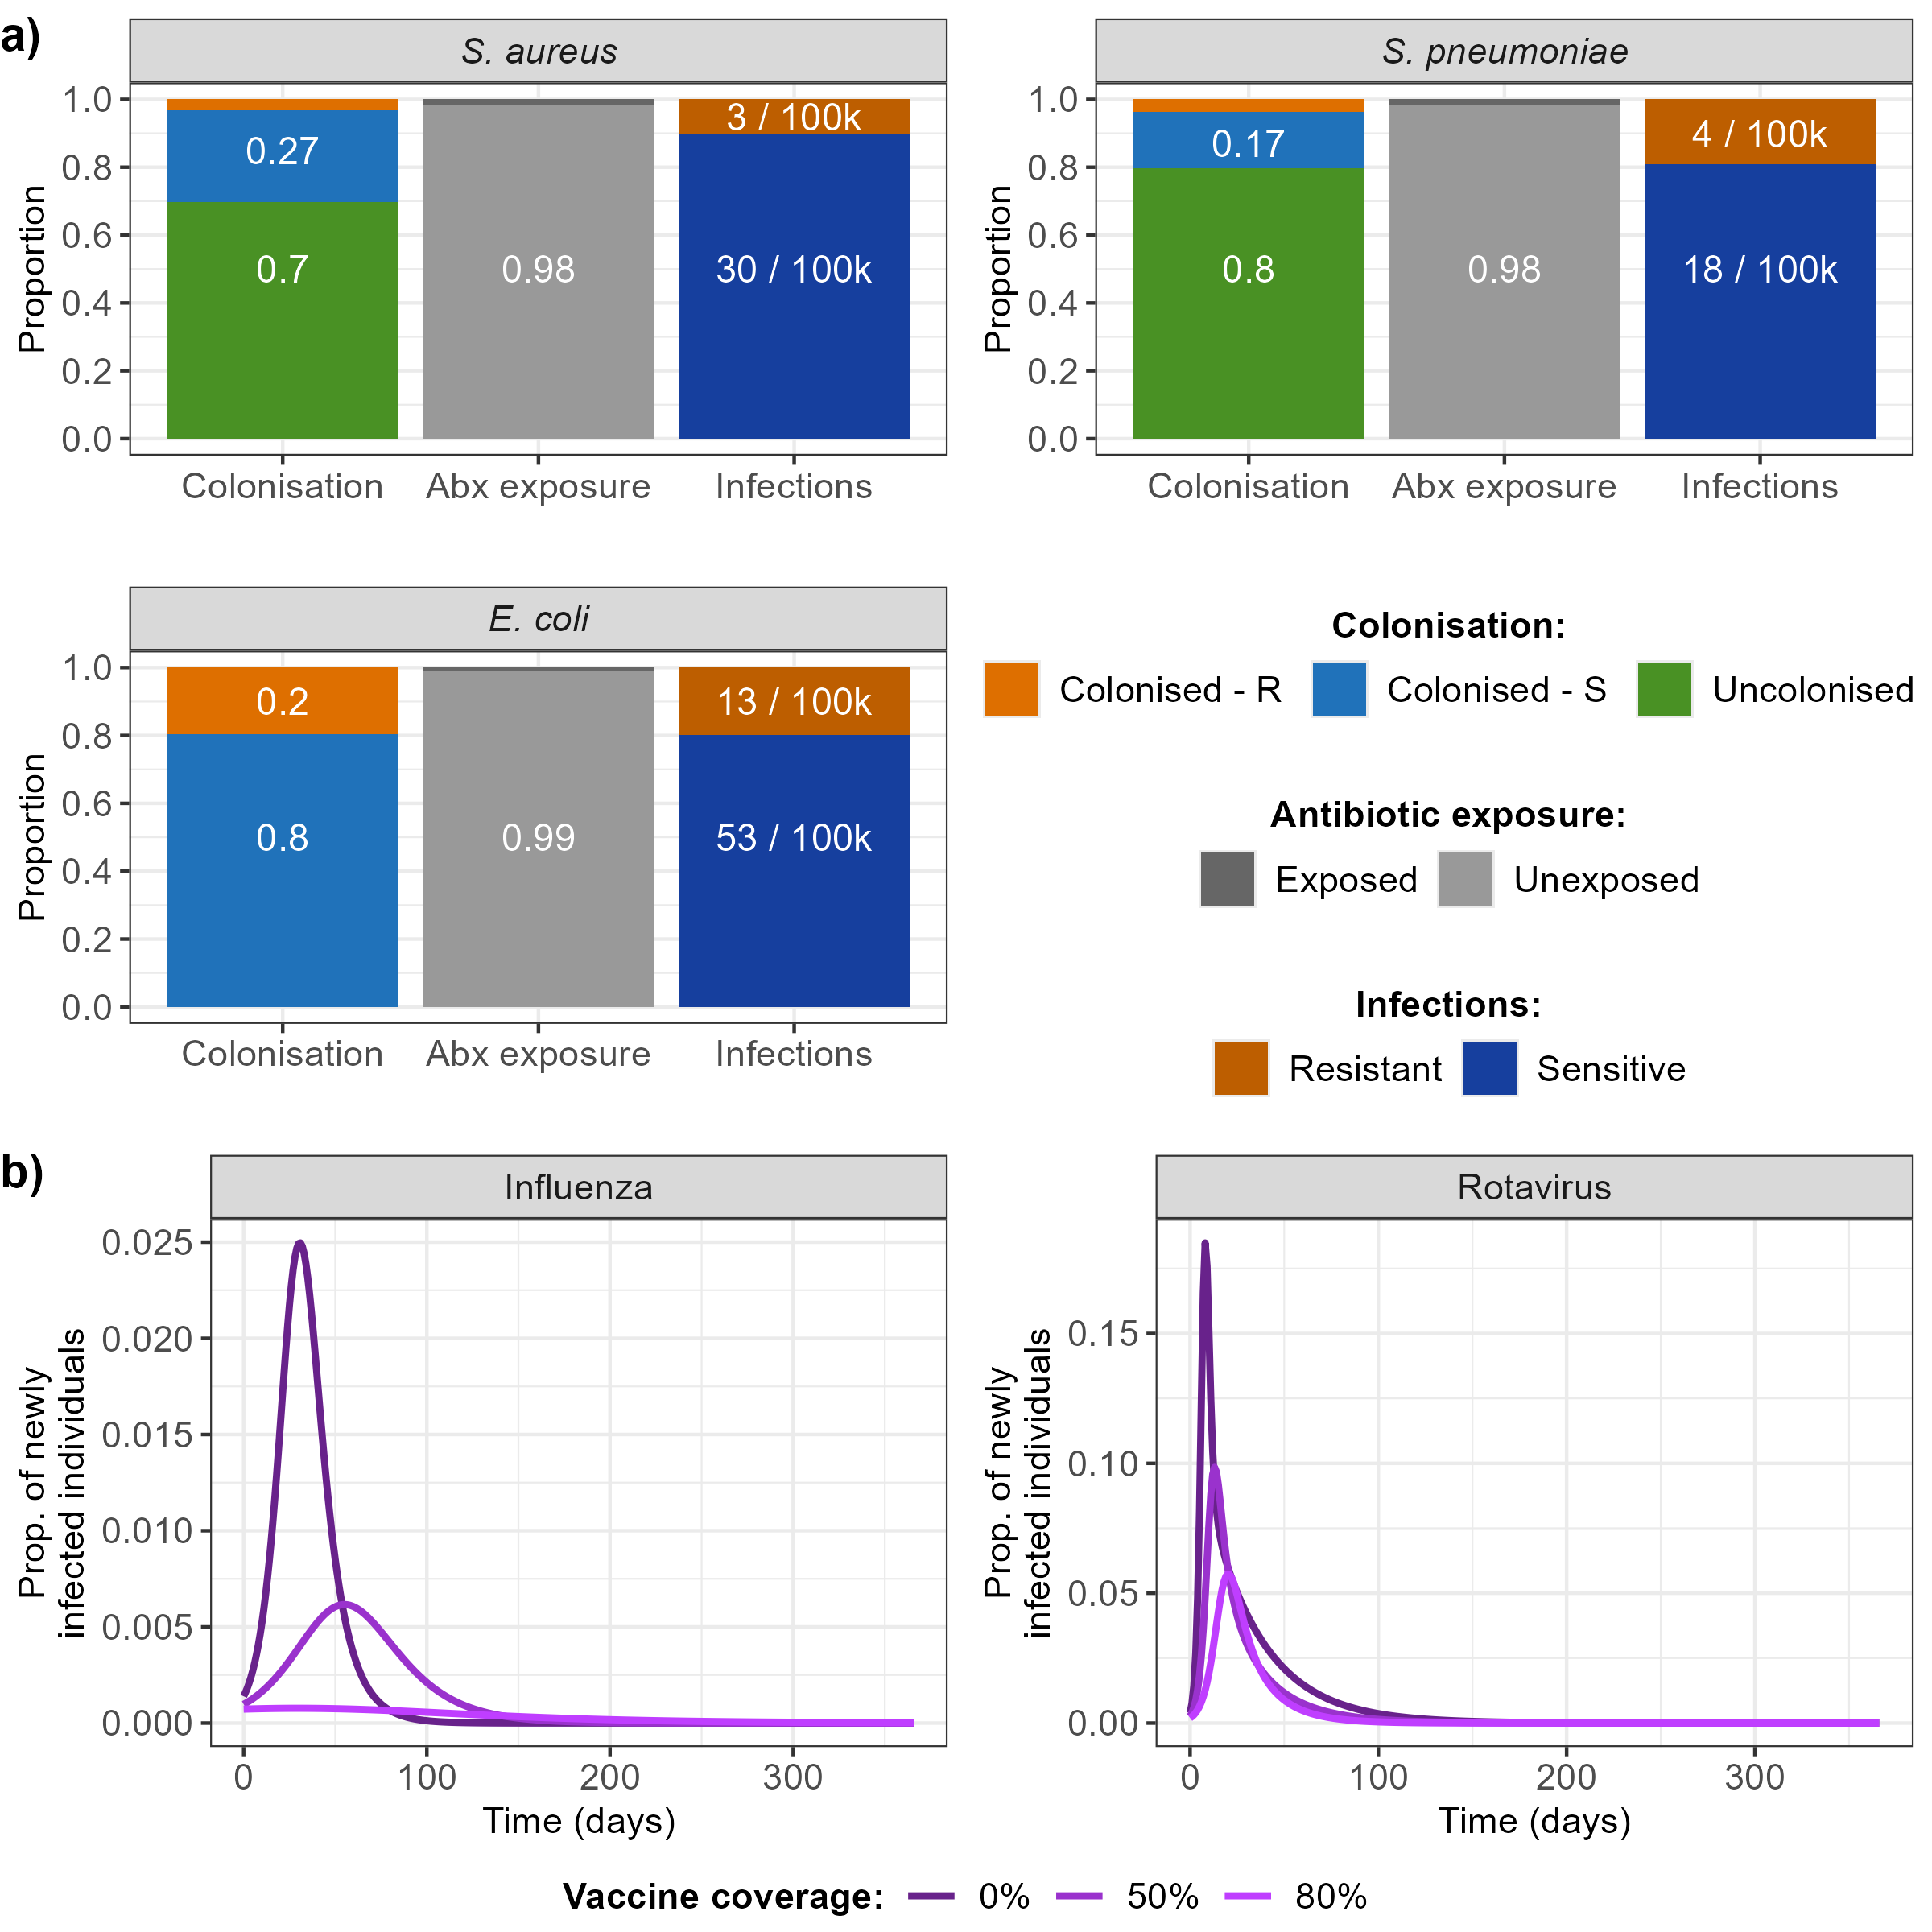 a)
S. aureus
Proportion
1.0
0.8
0.6
0.4
0.2
0.0
0.27
0.7
0.98
3 / 100k
30 / 100k
Colonisation
Abx exposure
Infections
S. pneumoniae
Proportion
1.0
0.8
0.6
0.4
0.2
0.0
0.17
0.8
0.98
4 / 100k
18 / 100k
Colonisation
Abx exposure
Infections
E. coli
Proportion
1.0
0.8
0.6
0.4
0.2
0.0
0.2
0.8
0.99
13 / 100k
53 / 100k
Colonisation
Abx exposure
Infections
Colonisation:
Colonised - R
Colonised - S
Uncolonised
Antibiotic exposure:
Exposed
Unexposed
Infections:
Resistant
Sensitive
b)
Influenza
Prop. of newly
infected individuals
0.025
0.020
0.015
0.010
0.005
0.000
0
100
200
300
Time (days)
Rotavirus
Prop. of newly
infected individuals
0.15
0.10
0.05
0.00
0
100
200
300
Time (days)
Vaccine coverage:
0%
50%
80%